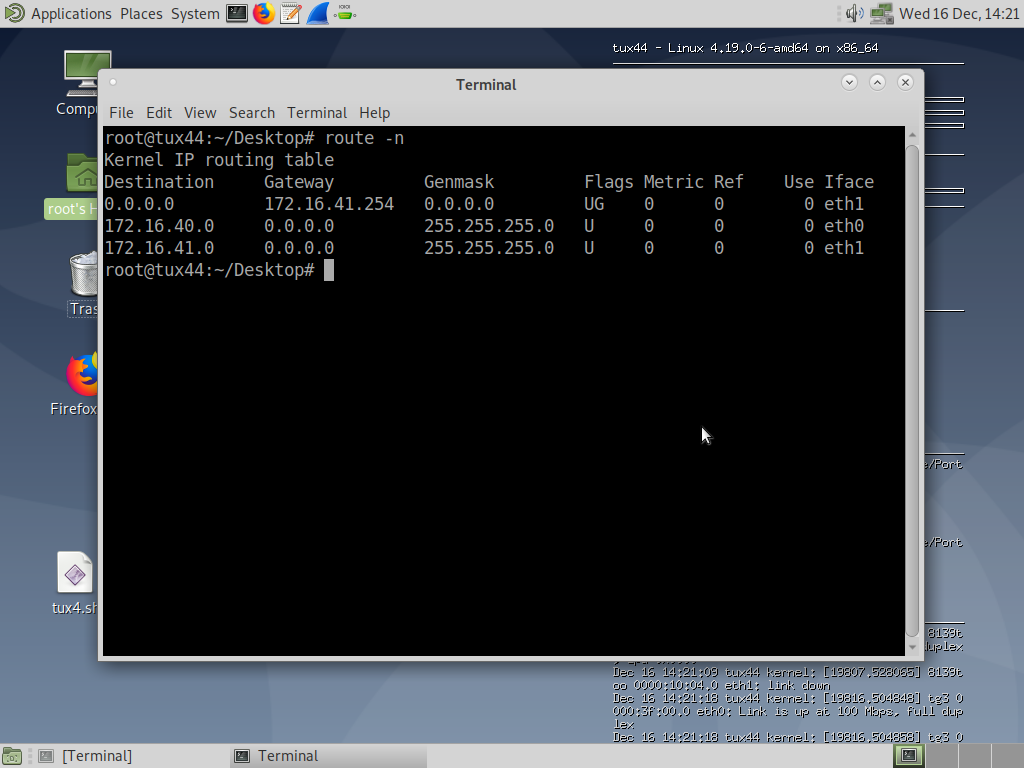 Applications Places System Wed 16 Dec, 14:21
tux44 - Linux 4.19.0-6-amd64 on x86_64
Terminal
File Edit View Search Terminal Help
root@tux44:~/Desktop# route -n
Kernel IP routing table
Destination Gateway Genmask Flags Metric Ref Use Iface
0.0.0.0 172.16.41.254 0.0.0.0 UG 0 0 0 eth1
172.16.40.0 0.0.0.0 255.255.255.0 U 0 0 0 eth0
172.16.41.0 0.0.0.0 255.255.255.0 U 0 0 0 eth1
root@tux44:~/Desktop#
Compu
root's H
Tras
Firefox
tux4.sh
e/Port
e/Port
8139t
duplex
Dec 16 14:21:09 tux44 kernel: [19807.528065] 8139t
oo 0000:10:04.0 eth1: link down
Dec 16 14:21:18 tux44 kernel: [19816.504848] tg3 0
000:3f:00.0 eth0: Link is up at 100 Mbps, full dup
lex
Dec 16 14:21:18 tux44 kernel: [19816.504858] tg3 0
[Terminal] Terminal